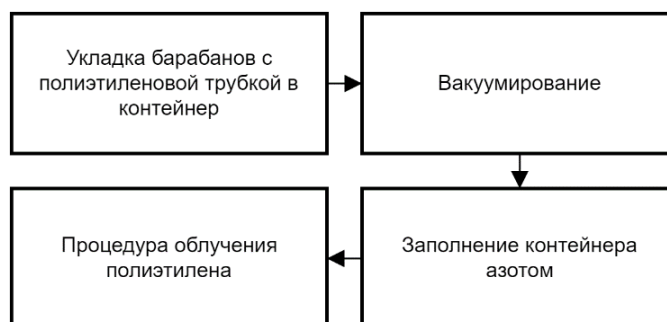 Укладка барабанов с
полиэтиленовой трубкой в
контейнер
Вакуумирование
Заполнение контейнера
азотом
Процедура облучения
полиэтилена